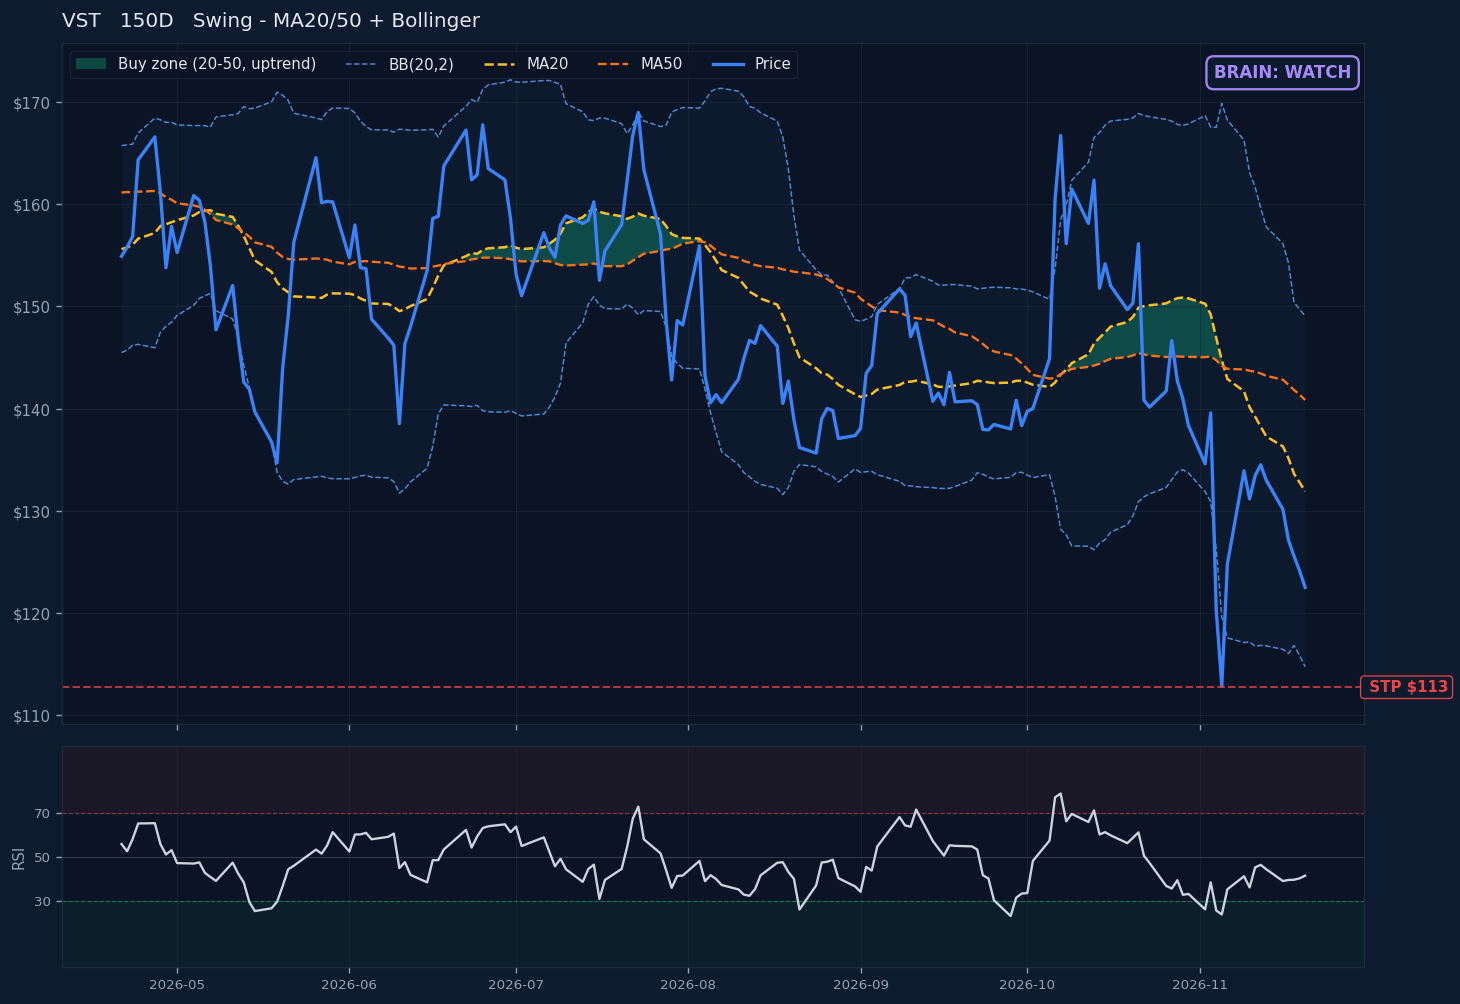 VST   150D   Swing - MA20/50 + Bollinger
Buy zone (20-50, uptrend)   BB(20,2)   MA20   MA50   Price
BRAIN: WATCH
$170
$160
$150
$140
$130
$120
$110
STP $113
RSI
70
50
30
2026-05   2026-06   2026-07   2026-08   2026-09   2026-10   2026-11